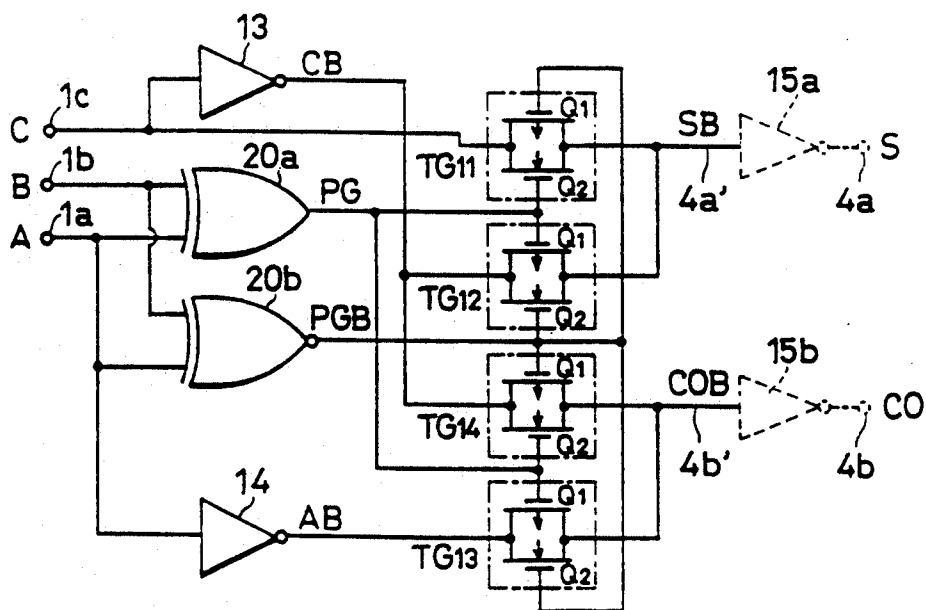 13
CB
C
1c
Q1
TG11
Q2
SB
4a'
15a
4a
S
B
1b
20a
PG
A
1a
Q1
TG12
Q2
20b
PGB
Q1
TG14
Q2
COB
4b'
15b
4b
CO
14
AB
Q1
TG13
Q2